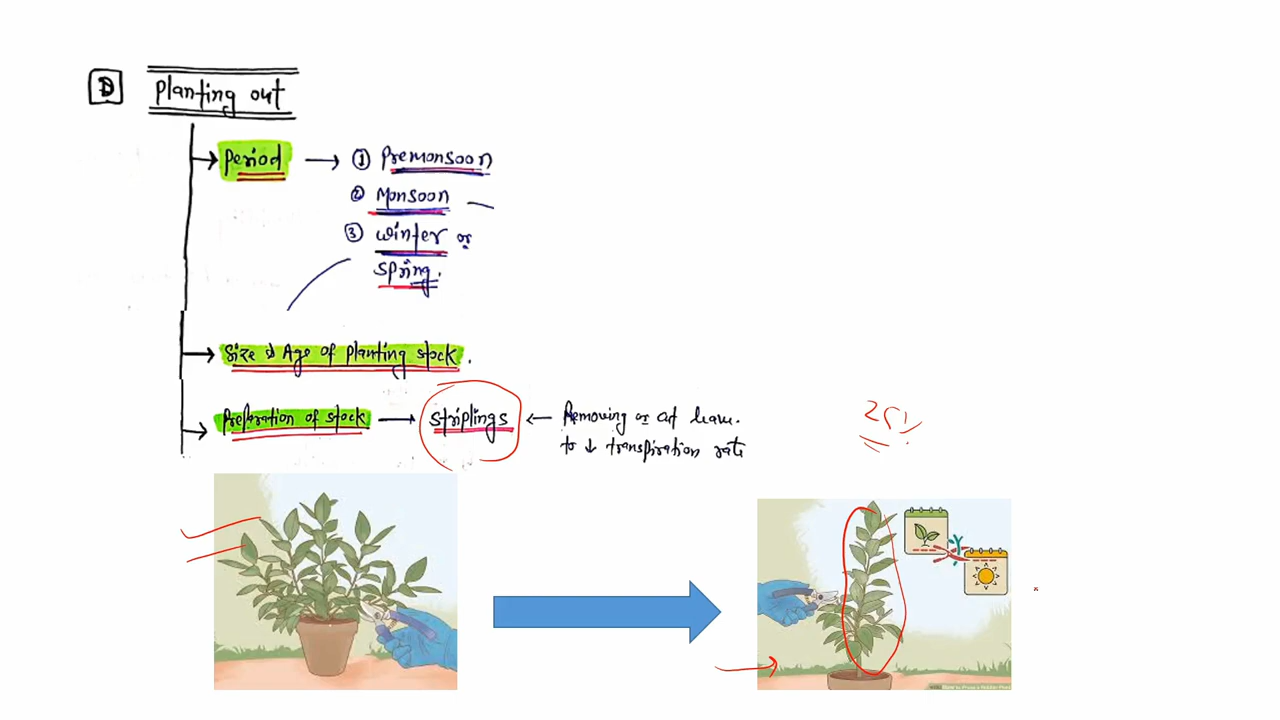 D Planting out
Period → ① Premonsoon
② Monsoon
③ winter or
spring.
Size & Age of planting stock.
Preparation of stock → striplings ← Removing or cut leave.
to ↓ transpiration rate